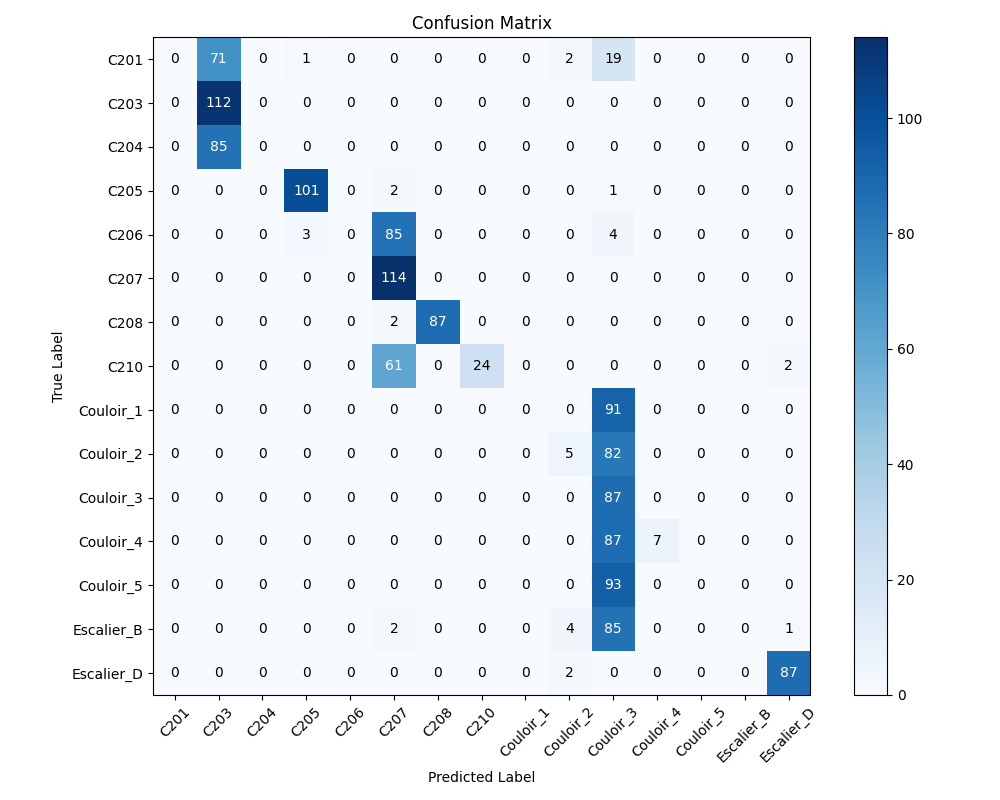 Confusion Matrix
C201 0 71 0 1 0 0 0 0 0 2 19 0 0 0 0
C203 0 112 0 0 0 0 0 0 0 0 0 0 0 0 0
C204 0 85 0 0 0 0 0 0 0 0 0 0 0 0 0
C205 0 0 0 101 0 2 0 0 0 0 1 0 0 0 0
C206 0 0 0 3 0 85 0 0 0 0 4 0 0 0 0
C207 0 0 0 0 0 114 0 0 0 0 0 0 0 0 0
C208 0 0 0 0 0 2 87 0 0 0 0 0 0 0 0
C210 0 0 0 0 0 61 0 24 0 0 0 0 0 0 2
Couloir_1 0 0 0 0 0 0 0 0 0 0 91 0 0 0 0
Couloir_2 0 0 0 0 0 0 0 0 0 5 82 0 0 0 0
Couloir_3 0 0 0 0 0 0 0 0 0 0 87 0 0 0 0
Couloir_4 0 0 0 0 0 0 0 0 0 0 87 7 0 0 0
Couloir_5 0 0 0 0 0 0 0 0 0 0 93 0 0 0 0
Escalier_B 0 0 0 0 0 2 0 0 0 4 85 0 0 0 1
Escalier_D 0 0 0 0 0 0 0 0 0 2 0 0 0 0 87
C201 C203 C204 C205 C206 C207 C208 C210 Couloir_1 Couloir_2 Couloir_3 Couloir_4 Couloir_5 Escalier_B Escalier_D
Predicted Label
True Label
100
80
60
40
20
0